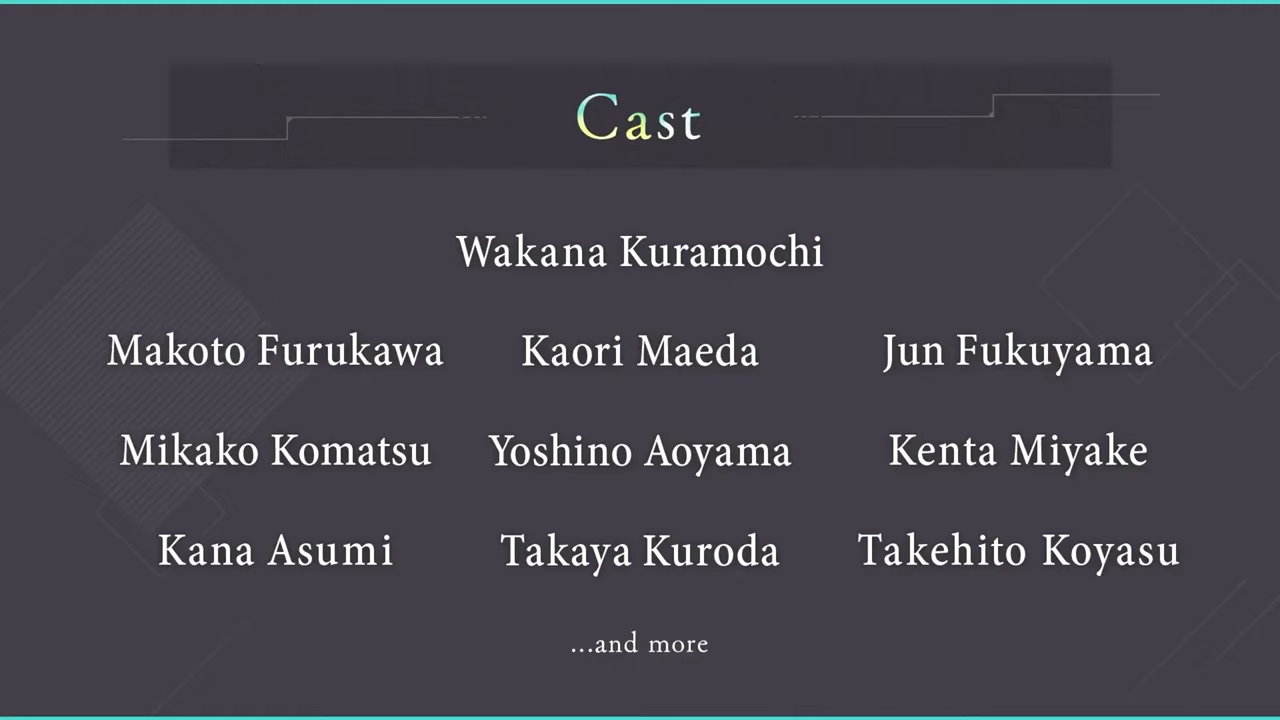 Cast
Wakana Kuramochi
Makoto Furukawa Kaori Maeda Jun Fukuyama
Mikako Komatsu Yoshino Aoyama Kenta Miyake
Kana Asumi Takaya Kuroda Takehito Koyasu
...and more